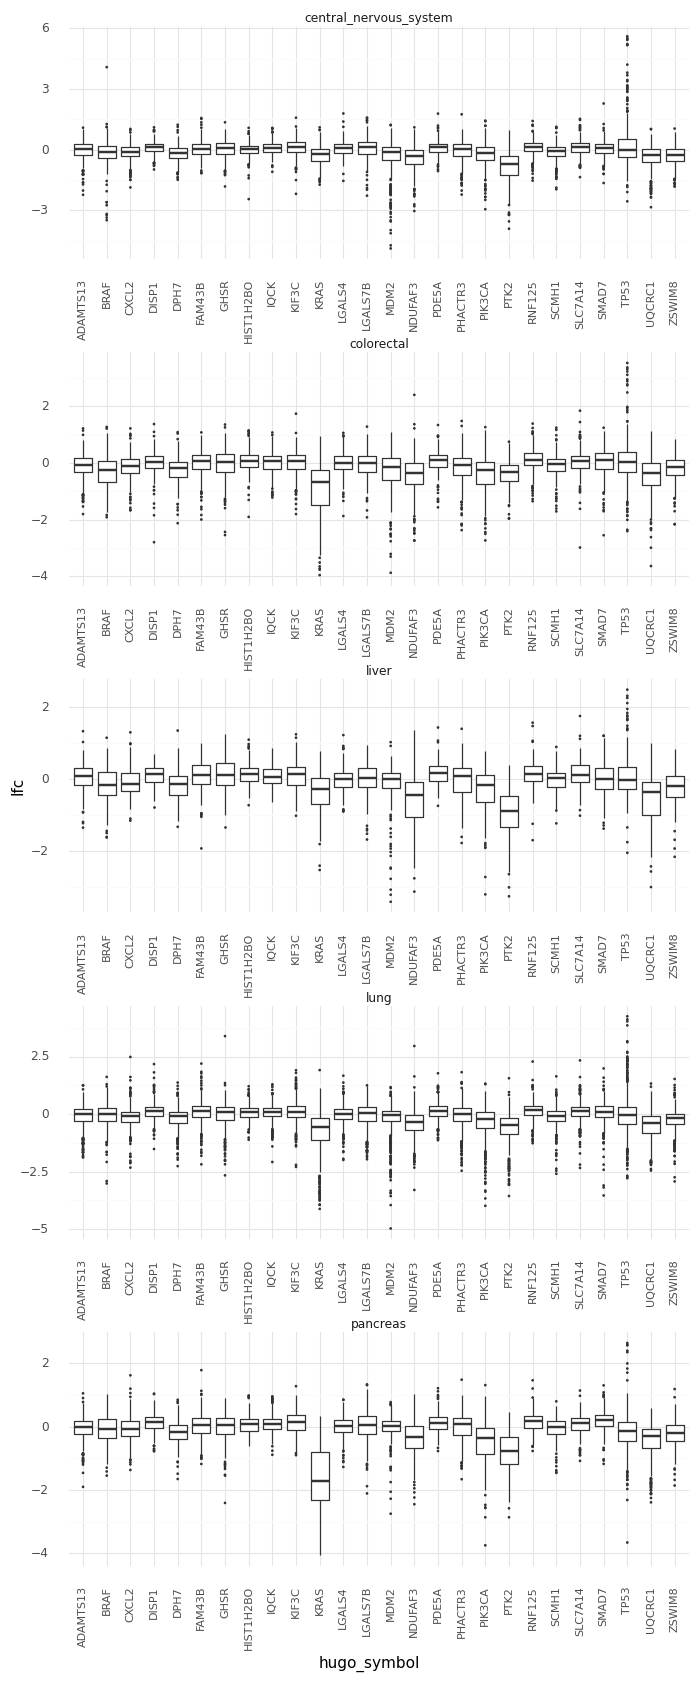 central_nervous_system
6
3
0
−3
ADAMTS13 BRAF CXCL2 DISP1 DPH7 FAM43B GHSR HIST1H2BO IQCK KIF3C KRAS LGALS4 LGALS7B MDM2 NDUFAF3 PDE5A PHACTR3 PIK3CA PTK2 RNF125 SCMH1 SLC7A14 SMAD7 TP53 UQCRC1 ZSWIM8
colorectal
2
0
−2
−4
ADAMTS13 BRAF CXCL2 DISP1 DPH7 FAM43B GHSR HIST1H2BO IQCK KIF3C KRAS LGALS4 LGALS7B MDM2 NDUFAF3 PDE5A PHACTR3 PIK3CA PTK2 RNF125 SCMH1 SLC7A14 SMAD7 TP53 UQCRC1 ZSWIM8
liver
2
0
−2
lfc
ADAMTS13 BRAF CXCL2 DISP1 DPH7 FAM43B GHSR HIST1H2BO IQCK KIF3C KRAS LGALS4 LGALS7B MDM2 NDUFAF3 PDE5A PHACTR3 PIK3CA PTK2 RNF125 SCMH1 SLC7A14 SMAD7 TP53 UQCRC1 ZSWIM8
lung
2.5
0
−2.5
−5
ADAMTS13 BRAF CXCL2 DISP1 DPH7 FAM43B GHSR HIST1H2BO IQCK KIF3C KRAS LGALS4 LGALS7B MDM2 NDUFAF3 PDE5A PHACTR3 PIK3CA PTK2 RNF125 SCMH1 SLC7A14 SMAD7 TP53 UQCRC1 ZSWIM8
pancreas
2
0
−2
−4
ADAMTS13 BRAF CXCL2 DISP1 DPH7 FAM43B GHSR HIST1H2BO IQCK KIF3C KRAS LGALS4 LGALS7B MDM2 NDUFAF3 PDE5A PHACTR3 PIK3CA PTK2 RNF125 SCMH1 SLC7A14 SMAD7 TP53 UQCRC1 ZSWIM8
hugo_symbol